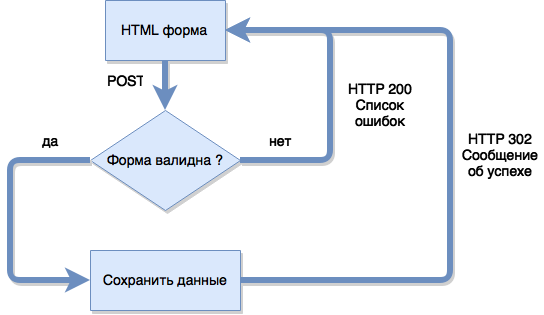 HTML форма
POST
HTTP 200
Список
ошибок
да
нет
HTTP 302
Сообщение
об успехе
Форма валидна ?
Сохранить данные